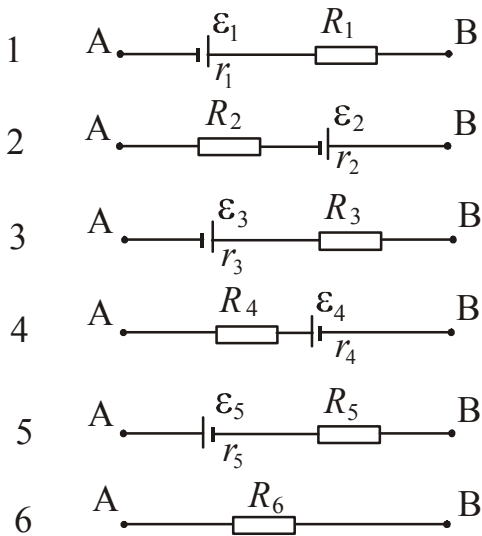 1 A ε₁ r₁ R₁ B
2 A R₂ ε₂ r₂ B
3 A ε₃ r₃ R₃ B
4 A R₄ ε₄ r₄ B
5 A ε₅ r₅ R₅ B
6 A R₆ B